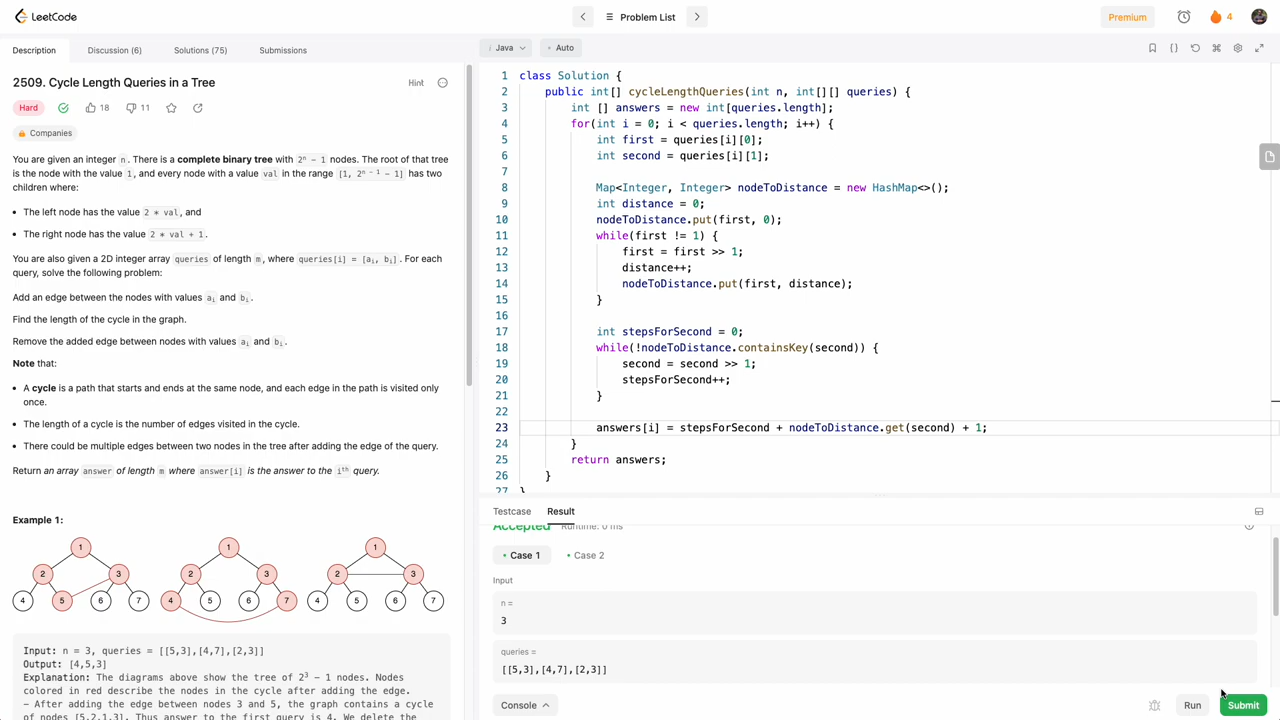 LeetCode
Problem List
Premium
4
Description
Discussion (6)
Solutions (75)
Submissions
Java
Auto
2509. Cycle Length Queries in a Tree
Hint
Hard
18
11
Companies
You are given an integer n. There is a complete binary tree with 2ⁿ - 1 nodes. The root of that tree
is the node with the value 1, and every node with a value val in the range [1, 2ⁿ⁻¹ - 1] has two
children where:
• The left node has the value 2 * val, and
• The right node has the value 2 * val + 1.
You are also given a 2D integer array queries of length m, where queries[i] = [aᵢ, bᵢ]. For each
query, solve the following problem:
Add an edge between the nodes with values aᵢ and bᵢ.
Find the length of the cycle in the graph.
Remove the added edge between nodes with values aᵢ and bᵢ.
Note that:
• A cycle is a path that starts and ends at the same node, and each edge in the path is visited only
once.
• The length of a cycle is the number of edges visited in the cycle.
• There could be multiple edges between two nodes in the tree after adding the edge of the query.
Return an array answer of length m where answer[i] is the answer to the iᵗʰ query.
Example 1:
1 1 1
2 3 2 3 2 3
4 5 6 7 4 5 6 7 4 5 6 7
Input: n = 3, queries = [[5,3],[4,7],[2,3]]
Output: [4,5,3]
Explanation: The diagrams above show the tree of 2³ - 1 nodes. Nodes
colored in red describe the nodes in the cycle after adding the edge.
- After adding the edge between nodes 3 and 5, the graph contains a cycle
of nodes [5,2,1,3]. Thus answer to the first query is 4. We delete the
1 class Solution {
2 public int[] cycleLengthQueries(int n, int[][] queries) {
3 int [] answers = new int[queries.length];
4 for(int i = 0; i < queries.length; i++) {
5 int first = queries[i][0];
6 int second = queries[i][1];
7
8 Map<Integer, Integer> nodeToDistance = new HashMap<>();
9 int distance = 0;
10 nodeToDistance.put(first, 0);
11 while(first != 1) {
12 first = first >> 1;
13 distance++;
14 nodeToDistance.put(first, distance);
15 }
16
17 int stepsForSecond = 0;
18 while(!nodeToDistance.containsKey(second)) {
19 second = second >> 1;
20 stepsForSecond++;
21 }
22
23 answers[i] = stepsForSecond + nodeToDistance.get(second) + 1;
24 }
25 return answers;
26 }
27 }
Testcase
Result
Accepted Runtime: 0 ms
• Case 1
• Case 2
Input
n =
3
queries =
[[5,3],[4,7],[2,3]]
Console
Run
Submit